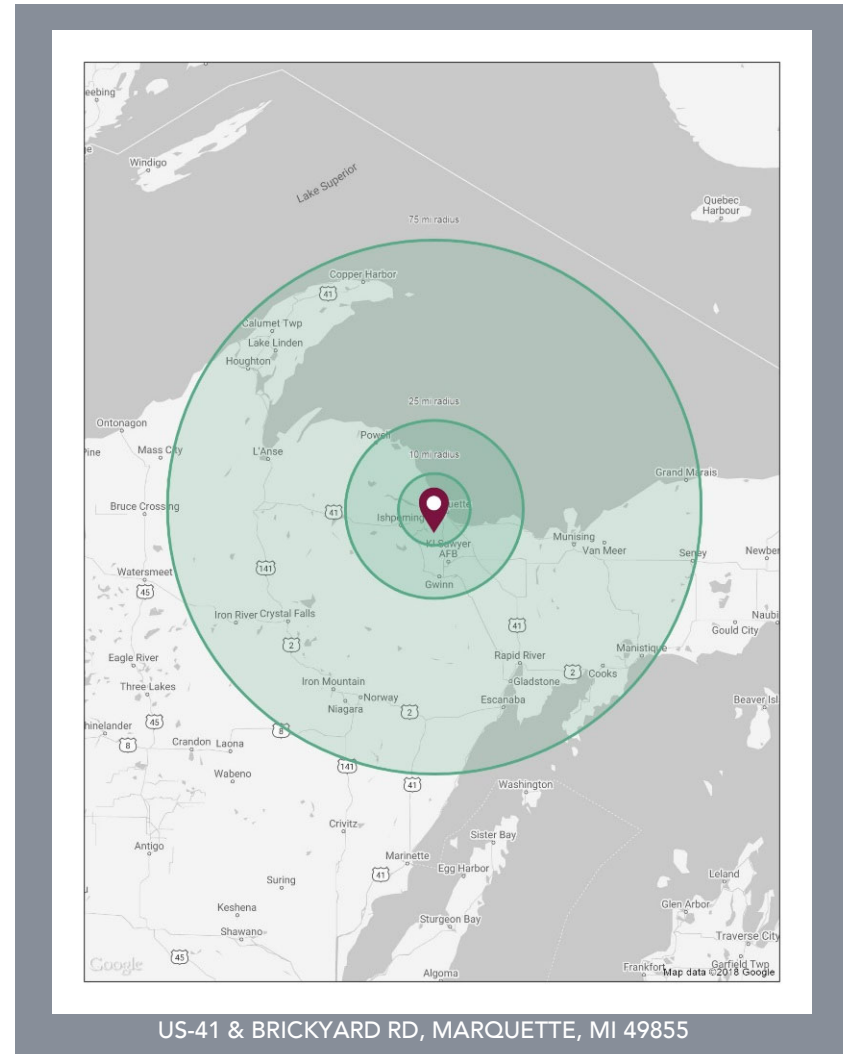 eebing
Windigo
Lake Superior
Quebec
Harbour
75 mi radius
Copper Harbor
41
Calumet Twp
Lake Linden
Houghton
25 mi radius
Ontonagon
Powell
Mass City
L'Anse
10 mi radius
Grand Marais
Bruce Crossing
41
Ishpeming
uette
KI Sawyer
AFB
Munising
Van Meer
Seney
Newber
141
Gwinn
Watersmeet
45
Iron River
Crystal Falls
41
Naubi
Gould City
2
Manistique
Eagle River
Rapid River
2
Cooks
Three Lakes
Iron Mountain
Gladstone
Norway
Niagara
Escanaba
Beaver Isl
2
hinelander
45
8
8
Crandon
Laona
Wabeno
141
41
Washington
Crivitz
Sister Bay
Antigo
Marinette
Egg Harbor
41
Leland
Suring
Glen Arbor
Keshena
Sturgeon Bay
Shawano
Traverse City
45
Google
Algoma
Frankfort
Garfield Twp
Map data ©2018 Google
US-41 & BRICKYARD RD, MARQUETTE, MI 49855